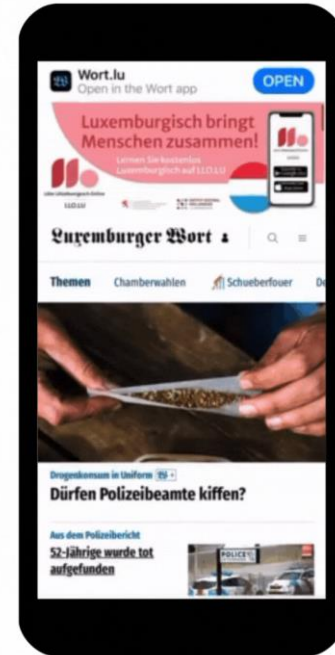 Wort.lu
Open in the Wort app
OPEN
Luxemburgisch bringt
Menschen zusammen!
Lernen Sie kostenlos
Luxemburgisch auf LLO.LU
LLO.LU
Luxemburger Wort
Themen Chamberwahlen Schueberfouer
Drogenkonsum in Uniform
Dürfen Polizeibeamte kiffen?
Aus dem Polizeibericht
52-Jährige wurde tot
aufgefunden
POLICE